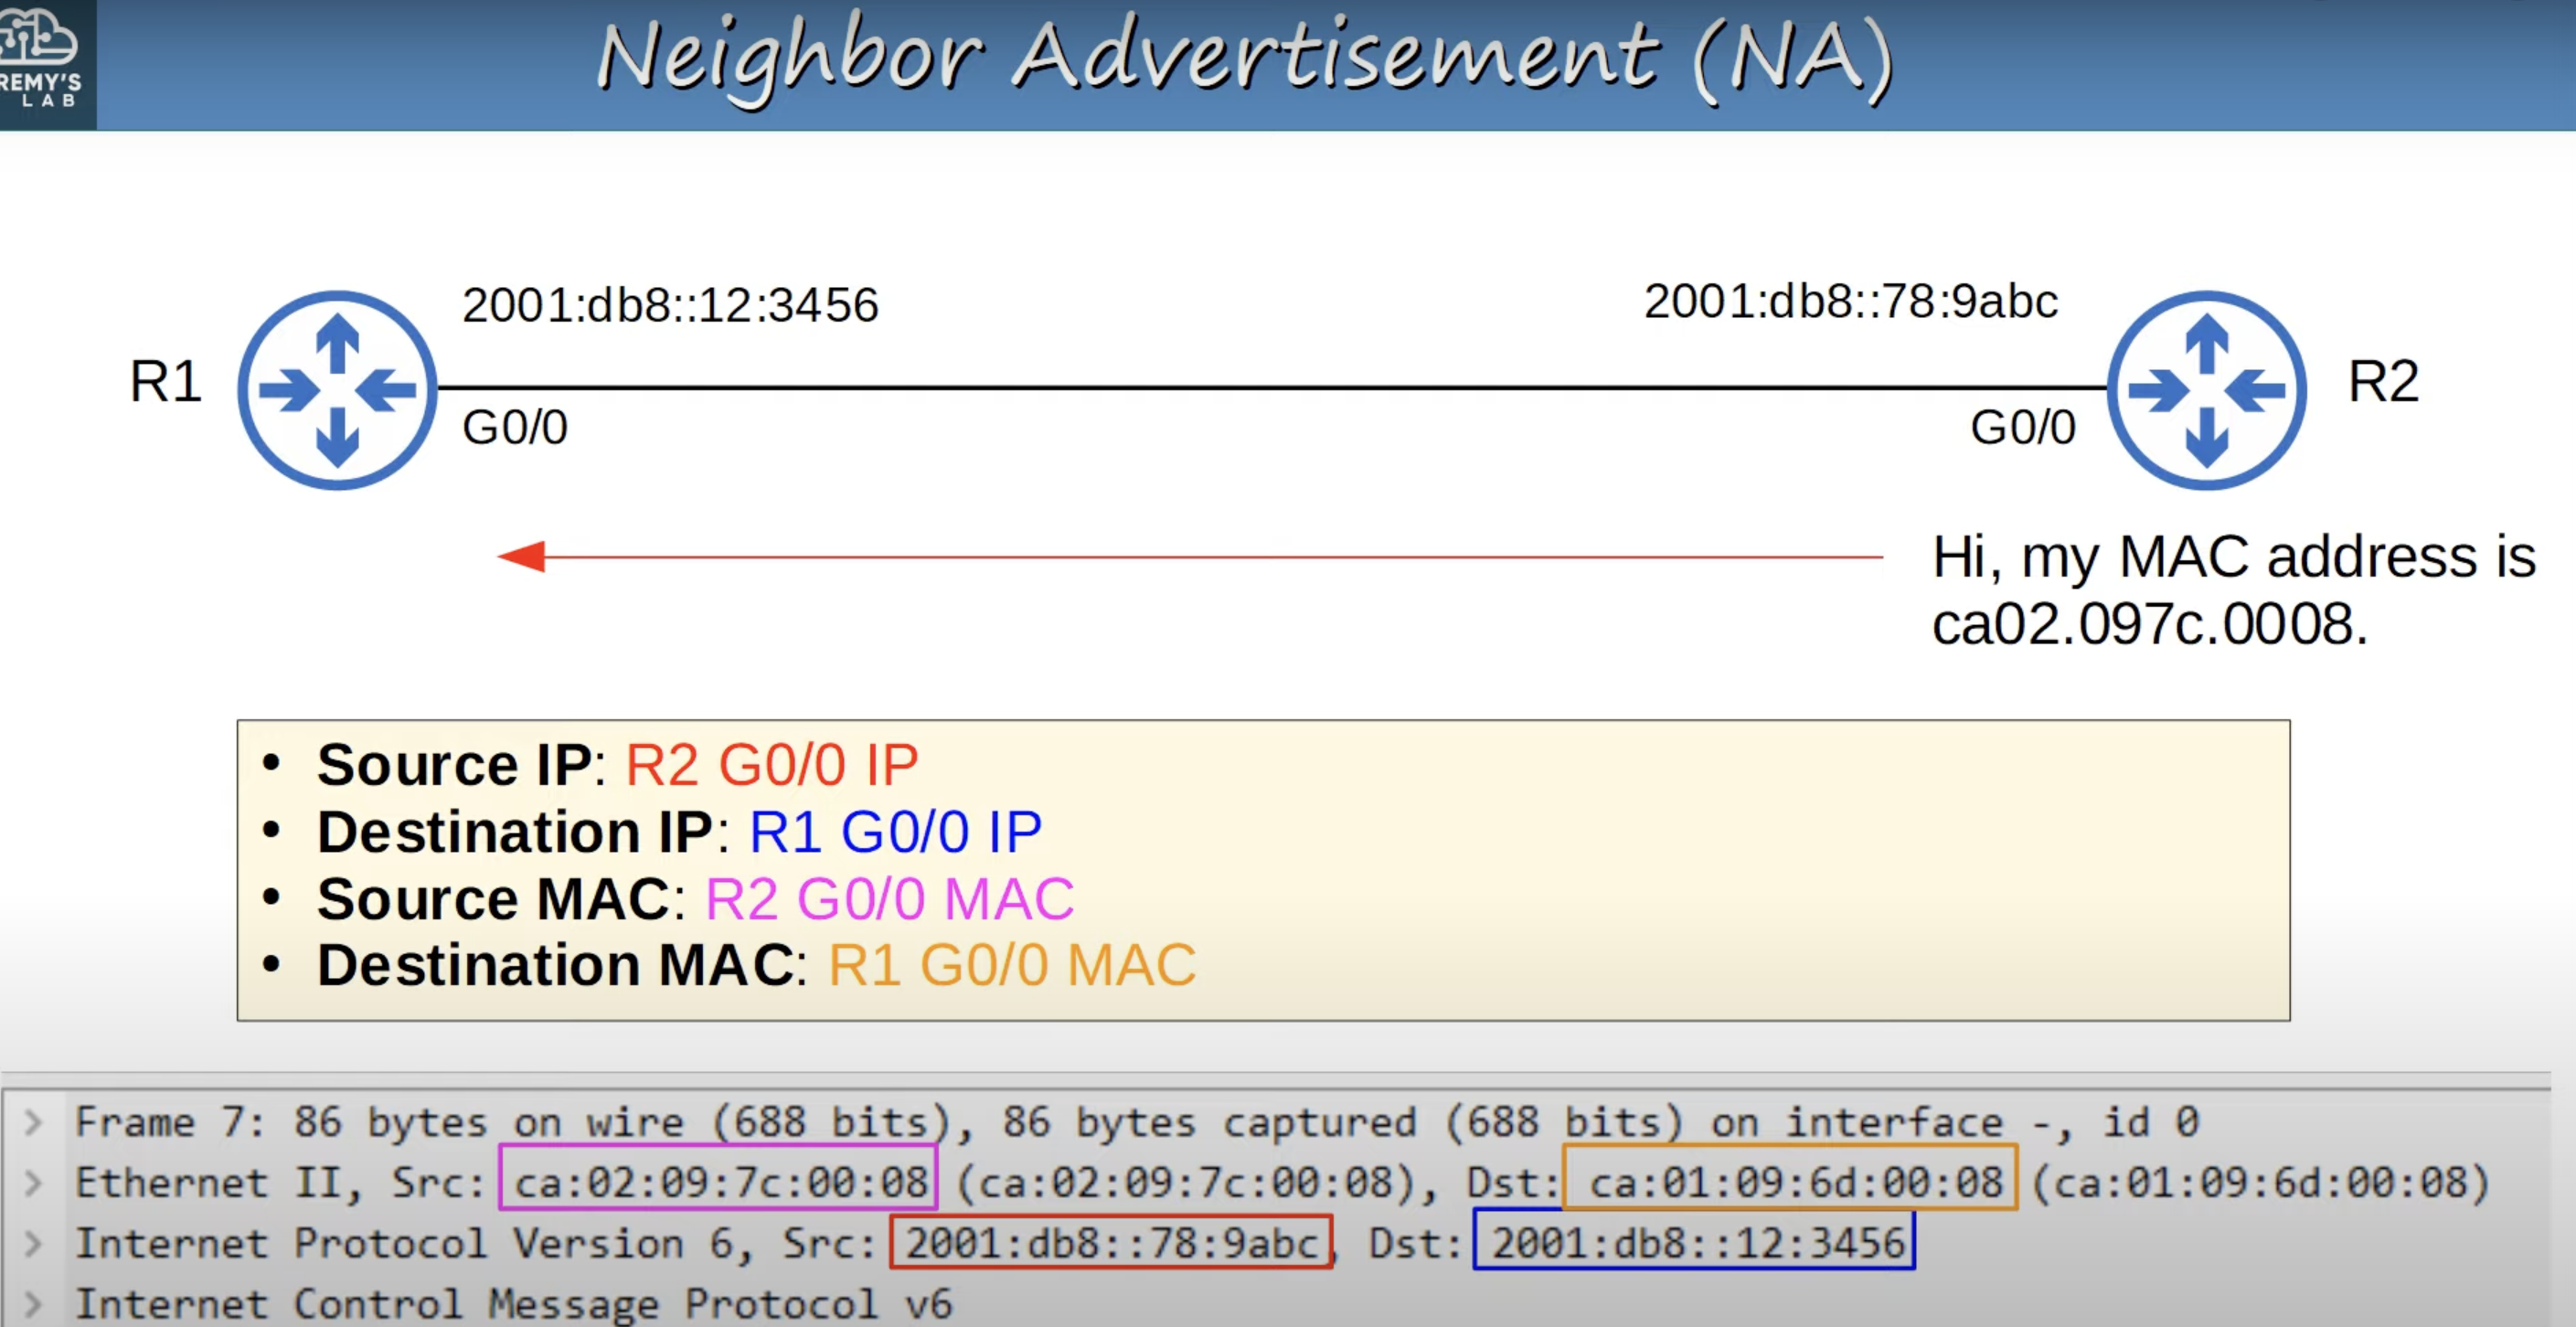 REMY'S
LAB
Neighbor Advertisement (NA)
2001:db8::12:3456
2001:db8::78:9abc
R1
R2
G0/0
G0/0
Hi, my MAC address is
ca02.097c.0008.
• Source IP: R2 G0/0 IP
• Destination IP: R1 G0/0 IP
• Source MAC: R2 G0/0 MAC
• Destination MAC: R1 G0/0 MAC
> Frame 7: 86 bytes on wire (688 bits), 86 bytes captured (688 bits) on interface -, id 0
> Ethernet II, Src: ca:02:09:7c:00:08 (ca:02:09:7c:00:08), Dst: ca:01:09:6d:00:08 (ca:01:09:6d:00:08)
> Internet Protocol Version 6, Src: 2001:db8::78:9abc, Dst: 2001:db8::12:3456
> Internet Control Message Protocol v6